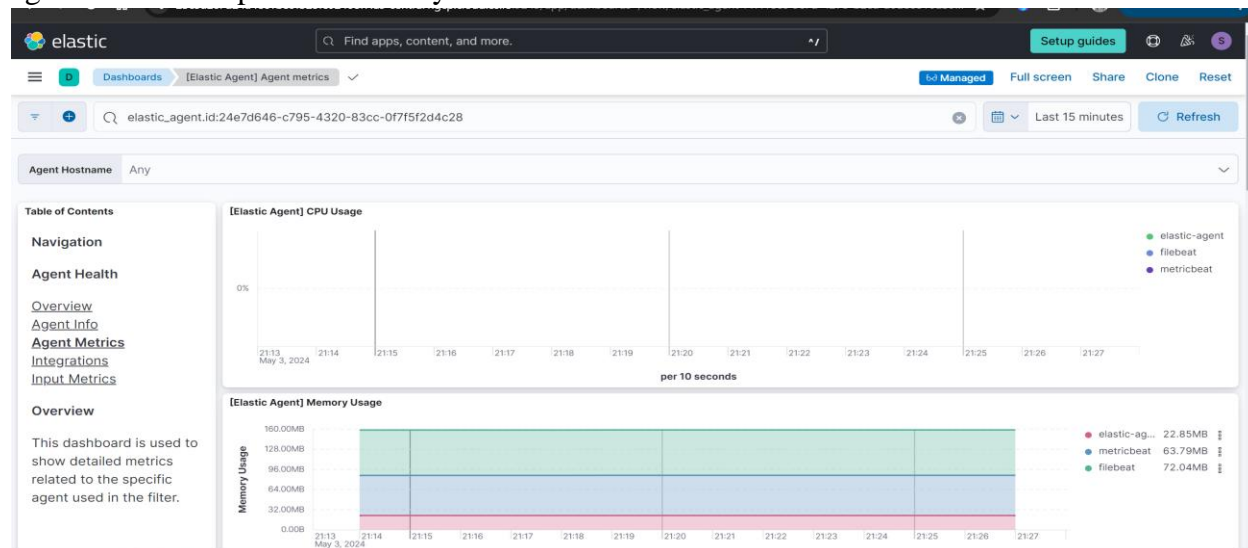 elastic
Find apps, content, and more.
^/
Setup guides
S
D
Dashboards
[Elastic Agent] Agent metrics
Managed
Full screen
Share
Clone
Reset
elastic_agent.id:24e7d646-c795-4320-83cc-0f7f5f2d4c28
Last 15 minutes
Refresh
Agent Hostname
Any
Table of Contents
Navigation
Agent Health
Overview
Agent Info
Agent Metrics
Integrations
Input Metrics
Overview
This dashboard is used to
show detailed metrics
related to the specific
agent used in the filter.
[Elastic Agent] CPU Usage
0%
21:13 21:14 21:15 21:16 21:17 21:18 21:19 21:20 21:21 21:22 21:23 21:24 21:25 21:26 21:27
May 3, 2024
per 10 seconds
elastic-agent
filebeat
metricbeat
[Elastic Agent] Memory Usage
Memory Usage
160.00MB
128.00MB
96.00MB
64.00MB
32.00MB
0.00B
21:13 21:14 21:15 21:16 21:17 21:18 21:19 21:20 21:21 21:22 21:23 21:24 21:25 21:26 21:27
May 3, 2024
elastic-ag... 22.85MB
metricbeat 63.79MB
filebeat 72.04MB